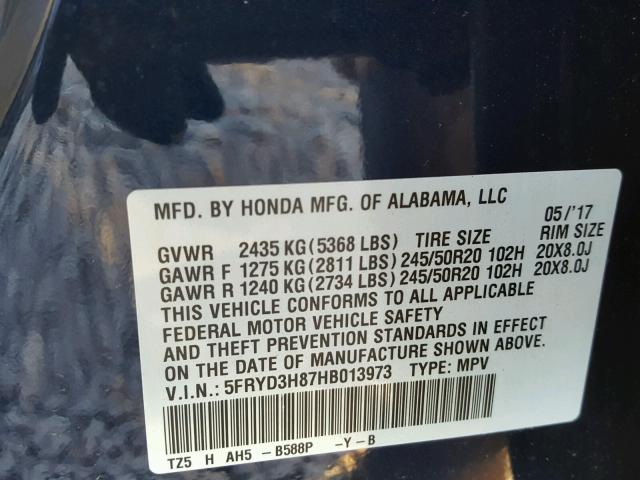 MFD. BY HONDA MFG. OF ALABAMA, LLC
05/'17
GVWR 2435 KG(5368 LBS) TIRE SIZE RIM SIZE
GAWR F 1275 KG(2811 LBS) 245/50R20 102H 20X8.0J
GAWR R 1240 KG(2734 LBS) 245/50R20 102H 20X8.0J
THIS VEHICLE CONFORMS TO ALL APPLICABLE
FEDERAL MOTOR VEHICLE SAFETY
AND THEFT PREVENTION STANDARDS IN EFFECT
ON THE DATE OF MANUFACTURE SHOWN ABOVE.
V.I.N.: 5FRYD3H87HB013973 TYPE: MPV
TZ5 H AH5 -B588P -Y-B